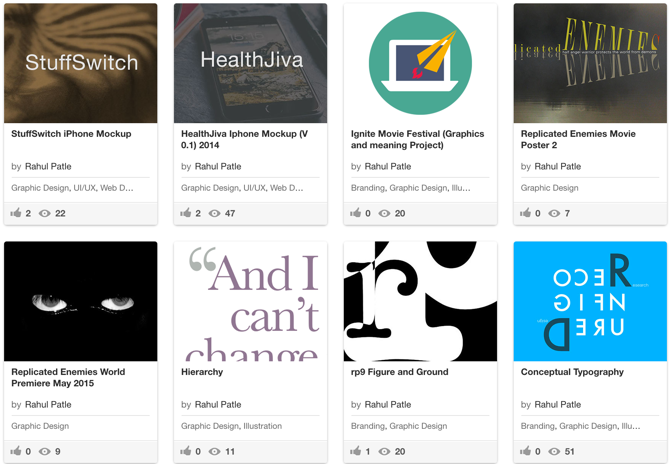 StuffSwitch
StuffSwitch iPhone Mockup
by Rahul Patle
Graphic Design, UI/UX, Web D...
2 22
HealthJiva
HealthJiva Iphone Mockup (V
0.1) 2014
by Rahul Patle
Graphic Design, UI/UX, Web D...
2 47
Ignite Movie Festival (Graphics
and meaning Project)
by Rahul Patle
Branding, Graphic Design, Illu...
0 20
licated ENEMIES
Replicated Enemies Movie
Poster 2
by Rahul Patle
Graphic Design
0 7
Replicated Enemies World
Premiere May 2015
by Rahul Patle
Graphic Design
0 9
“And I
can't
change
Hierarchy
by Rahul Patle
Graphic Design, Illustration
0 11
r
rp9 Figure and Ground
by Rahul Patle
Branding, Graphic Design
1 20
RECO
NFIG
URED
Conceptual Typography
by Rahul Patle
Branding, Graphic Design, Illu...
0 51